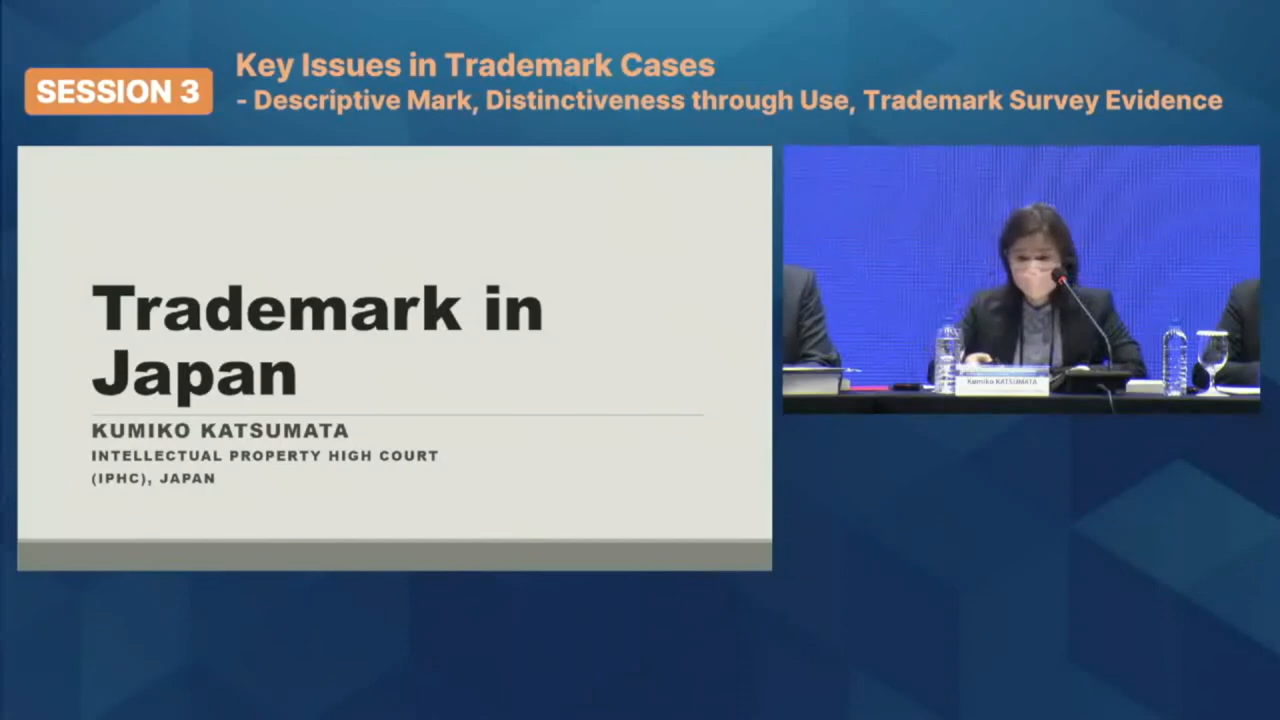 SESSION 3
Key Issues in Trademark Cases
- Descriptive Mark, Distinctiveness through Use, Trademark Survey Evidence
Trademark in
Japan
KUMIKO KATSUMATA
INTELLECTUAL PROPERTY HIGH COURT
(IPHC), JAPAN
Kumiko KATSUMATA